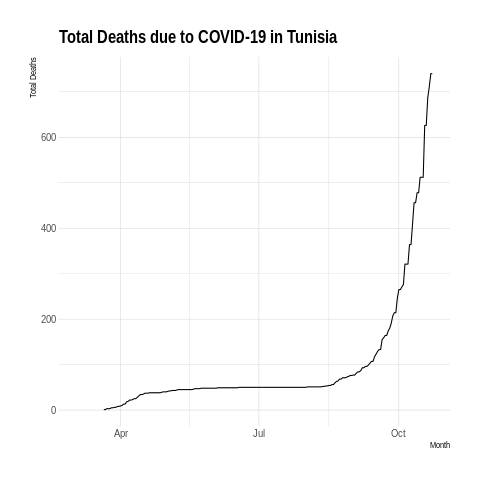 Total Deaths due to COVID-19 in Tunisia
Total Deaths
600
400
200
0
Apr
Jul
Oct
Month